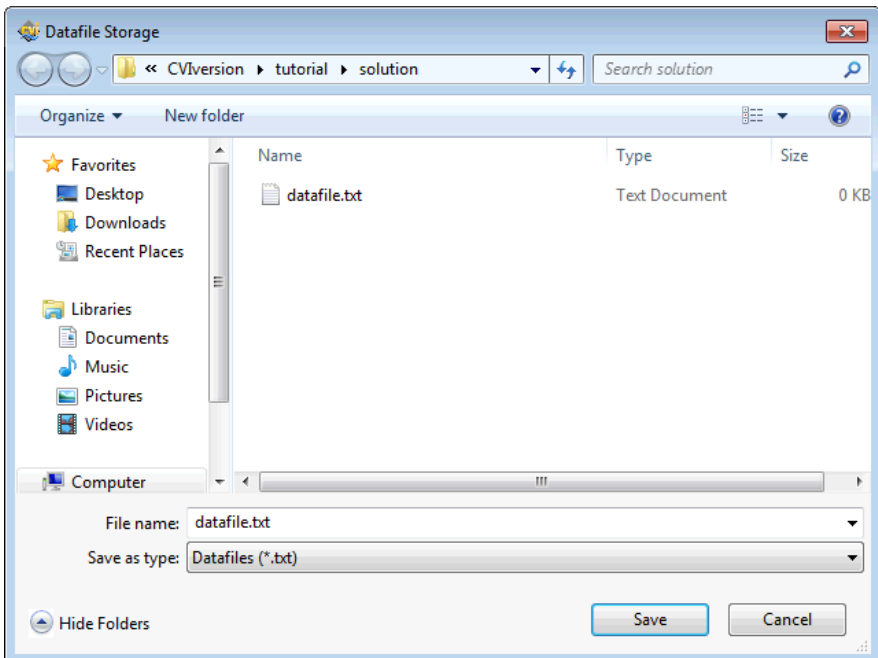 Datafile Storage
« CVIversion tutorial solution Search solution
Organize New folder
Name Type Size
Favorites
datafile.txt Text Document 0 KB
Desktop
Downloads
Recent Places
Libraries
Documents
Music
Pictures
Videos
Computer
File name: datafile.txt
Save as type: Datafiles (*.txt)
Hide Folders Save Cancel